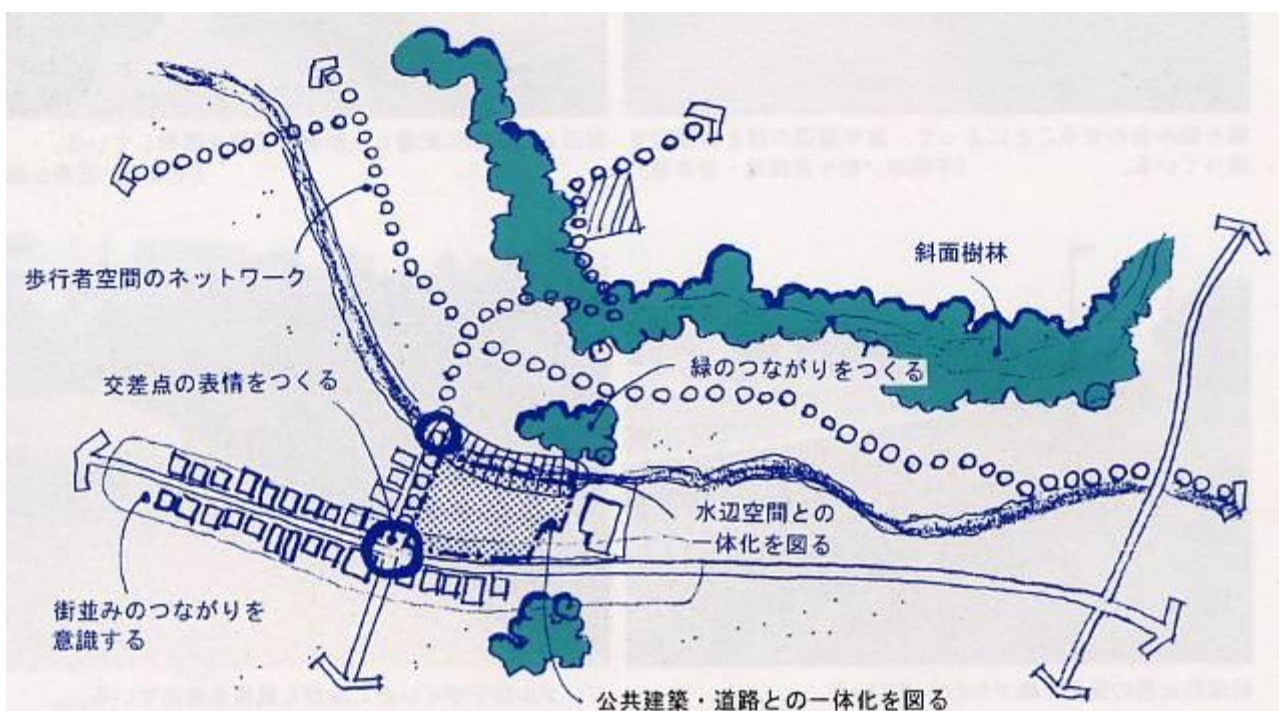 斜面樹林
歩行者空間のネットワーク
緑のつながりをつくる
交差点の表情をつくる
水辺空間との
一体化を図る
街並みのつながりを
意識する
公共建築・道路との一体化を図る